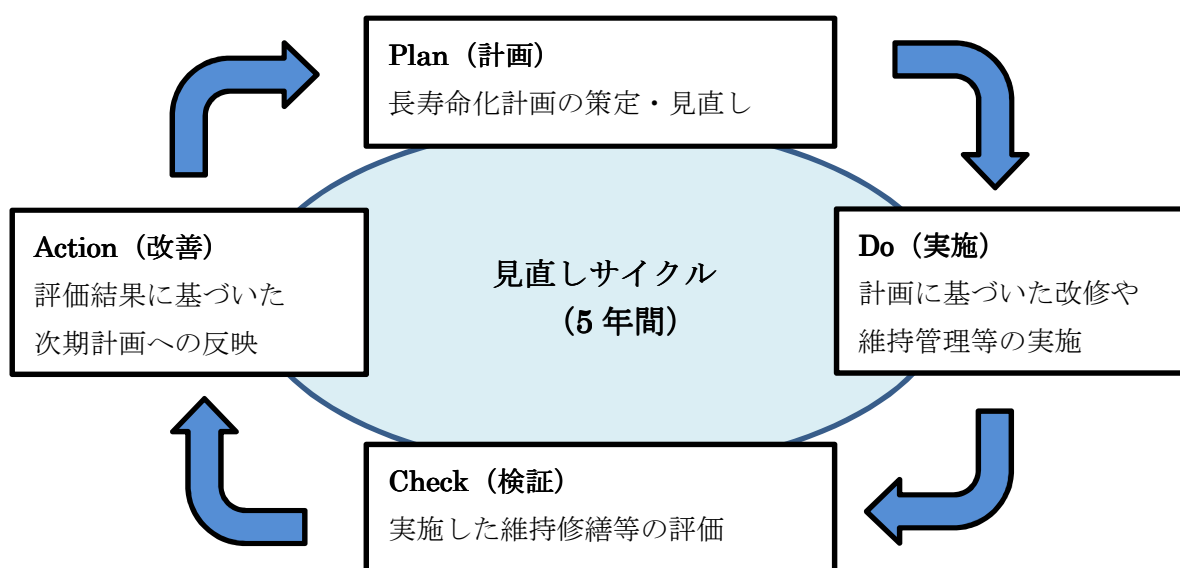 Plan（計画）
長寿命化計画の策定・見直し
Do（実施）
計画に基づいた改修や
維持管理等の実施
Check（検証）
実施した維持修繕等の評価
Action（改善）
評価結果に基づいた
次期計画への反映
見直しサイクル
（5 年間）